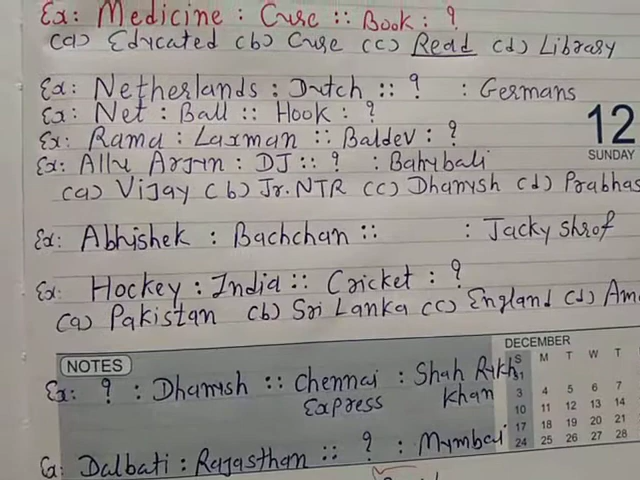 Ex: Medicine : Cure :: Book : ?
(a) Educated (b) Cure (c) Read (d) Library
Ex: Netherlands : Dutch :: ? : Germans
Ex: Net : Ball :: Hook : ?
Ex: Rama : Laxman :: Baldev : ?
Ex: Allu Arjun : DJ :: ? : Bahubali
(a) Vijay (b) Jr. NTR (c) Dhanush (d) Prabhas
12
SUNDAY
Ex: Abhishek : Bachchan :: : Jacky Shrof
Ex: Hockey : India :: Cricket : ?
(a) Pakistan (b) Sri Lanka (c) England (d) Am
NOTES
Ex: ? : Dhanush :: Chennai Express : Shah Rukh Khan
Ex: Dalbati : Rajasthan :: ? : Mumbai
DECEMBER
S M T W T
31
3 4 5 6 7
10 11 12 13 14
17 18 19 20 21
24 25 26 27 28